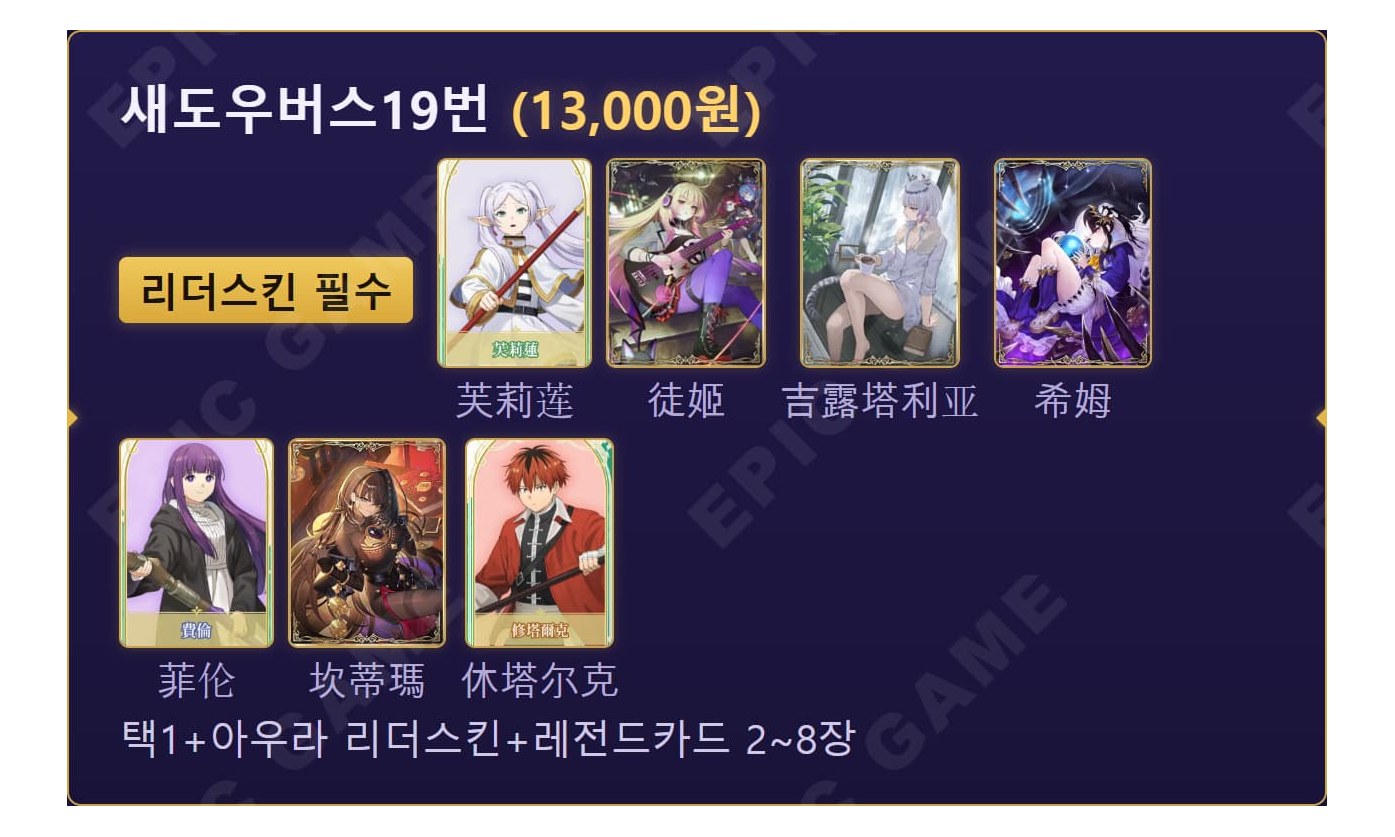 새도우버스19번 (13,000원)
리더스킨 필수
芙莉蓮
芙莉莲 徒姬 吉露塔利亚 希姆
費倫 修塔爾克
菲伦 坎蒂瑪 休塔尔克
택1+아우라 리더스킨+레전드카드 2~8장
EPIC GAME